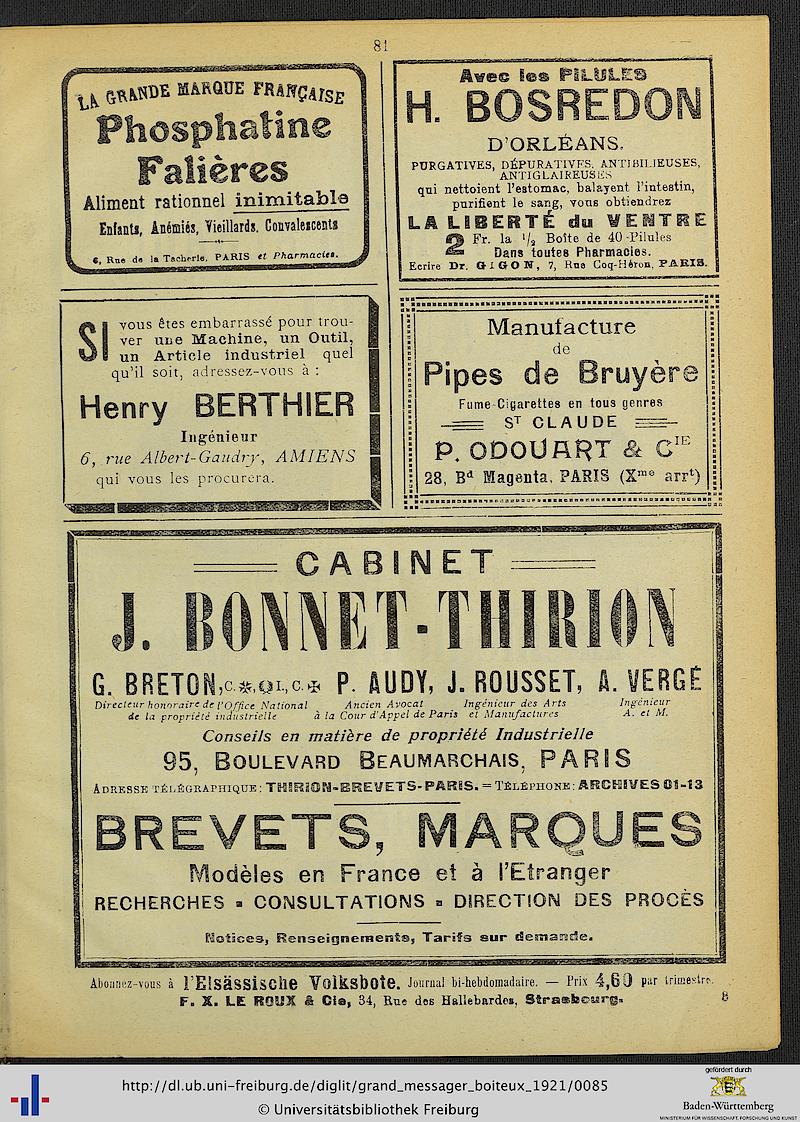 81
LA GRANDE MARQUE FRANÇAISE
Phosphatine
Falières
Aliment rationnel inimitable
Enfants, Anémiés, Vieillards, Convalescents
6, Rue de la Tacherie, PARIS et Pharmacies.
Avec les PILULES
H. BOSREDON
D'ORLÉANS,
PURGATIVES, DÉPURATIVES, ANTIBILIEUSES,
ANTIGLAIREUSES
qui nettoient l'estomac, balayent l'intestin,
purifient le sang, vous obtiendrez
LA LIBERTÉ du VENTRE
2 Fr. la 1/2 Boîte de 40 Pilules
Dans toutes Pharmacies.
Ecrire Dr. GIGON, 7, Rue Coq-Héron, PARIS.
SI vous êtes embarrassé pour trou-
ver une Machine, un Outil,
un Article industriel quel
qu'il soit, adressez-vous à :
Henry BERTHIER
Ingénieur
6, rue Albert-Gaudry, AMIENS
qui vous les procurera.
Manufacture
de
Pipes de Bruyère
Fume-Cigarettes en tous genres
ST CLAUDE
P. ODOUART & CIE
28, Bd Magenta, PARIS (Xme arrt)
CABINET
J. BONNET-THIRION
G. BRETON, C. ✻, ❂ I., C. ✠ P. AUDY, J. ROUSSET, A. VERGÉ
Directeur honoraire de l'Office National Ancien Avocat Ingénieur des Arts Ingénieur
de la propriété industrielle à la Cour d'Appel de Paris et Manufactures A. et M.
Conseils en matière de propriété Industrielle
95, BOULEVARD BEAUMARCHAIS, PARIS
ADRESSE TÉLÉGRAPHIQUE: THIRION-BREVETS-PARIS. = TÉLÉPHONE: ARCHIVES 01-13
BREVETS, MARQUES
Modèles en France et à l'Etranger
RECHERCHES ▪ CONSULTATIONS ▪ DIRECTION DES PROCÈS
Notices, Renseignements, Tarifs sur demande.
Abonnez-vous à l'Elsässische Volksbote. Journal bi-hebdomadaire. — Prix 4,60 par trimestre.
F. X. LE ROUX & Cie, 34, Rue des Hallebardes, Strasbourg.
8
http://dl.ub.uni-freiburg.de/diglit/grand_messager_boiteux_1921/0085
© Universitätsbibliothek Freiburg
gefördert durch
Baden-Württemberg
MINISTERIUM FÜR WISSENSCHAFT, FORSCHUNG UND KUNST